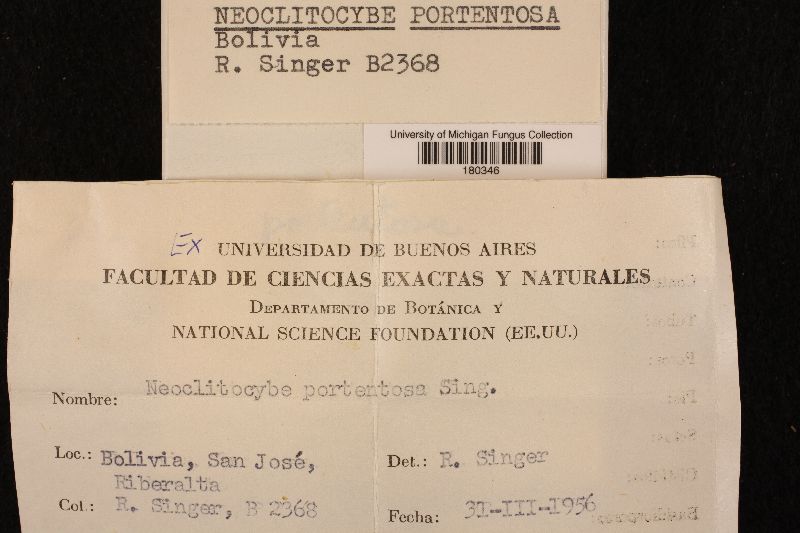 NEOCLITOCYBE PORTENTOSA
Bolivia
R. Singer B2368
University of Michigan Fungus Collection
180346
Ex UNIVERSIDAD DE BUENOS AIRES
FACULTAD DE CIENCIAS EXACTAS Y NATURALES
DEPARTAMENTO DE BOTÁNICA Y
NATIONAL SCIENCE FOUNDATION (EE.UU.)
Nombre: Neoclitocybe portentosa Sing.
Loc.: Bolivia, San José, Det.: R. Singer
Riberalta
Col.: R. Singer, B 2368 Fecha: 31-III-1956